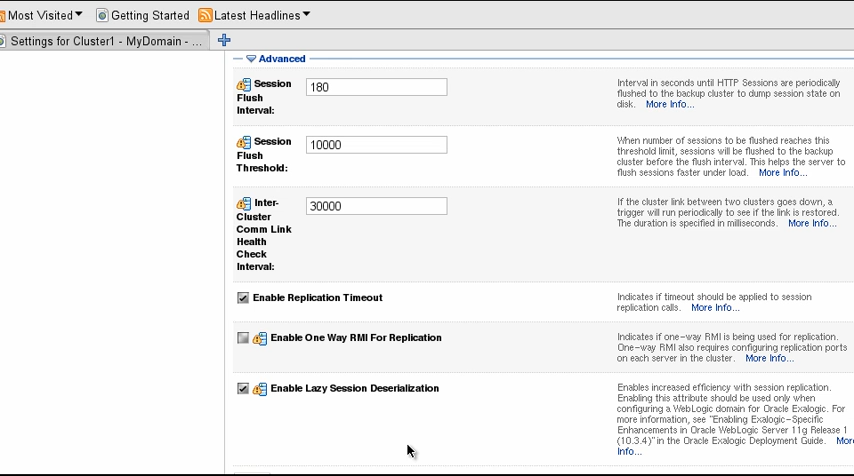 Most Visited Getting Started Latest Headlines
Settings for Cluster1 - MyDomain - ...
Advanced
Session
Flush
Interval:
180
Interval in seconds until HTTP Sessions are periodically
flushed to the backup cluster to dump session state on
disk. More Info...
Session
Flush
Threshold:
10000
When number of sessions to be flushed reaches this
threshold limit, sessions will be flushed to the backup
cluster before the flush interval. This helps the server to
flush sessions faster under load. More Info...
Inter-
Cluster
Comm Link
Health
Check
Interval:
30000
If the cluster link between two clusters goes down, a
trigger will run periodically to see if the link is restored.
The duration is specified in milliseconds. More Info...
Enable Replication Timeout
Indicates if timeout should be applied to session
replication calls. More Info...
Enable One Way RMI For Replication
Indicates if one-way RMI is being used for replication.
One-way RMI also requires configuring replication ports
on each server in the cluster. More Info...
Enable Lazy Session Deserialization
Enables increased efficiency with session replication.
Enabling this attribute should be used only when
configuring a WebLogic domain for Oracle Exalogic. For
more information, see "Enabling Exalogic-Specific
Enhancements in Oracle WebLogic Server 11g Release 1
(10.3.4)" in the Oracle Exalogic Deployment Guide. More
Info...